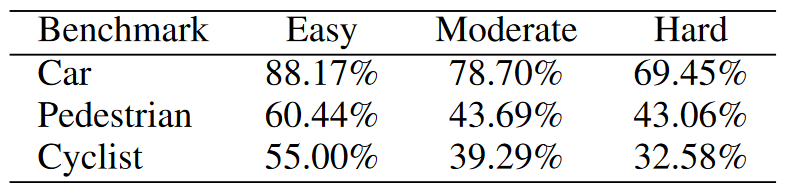 Benchmark Easy Moderate Hard
Car 88.17% 78.70% 69.45%
Pedestrian 60.44% 43.69% 43.06%
Cyclist 55.00% 39.29% 32.58%